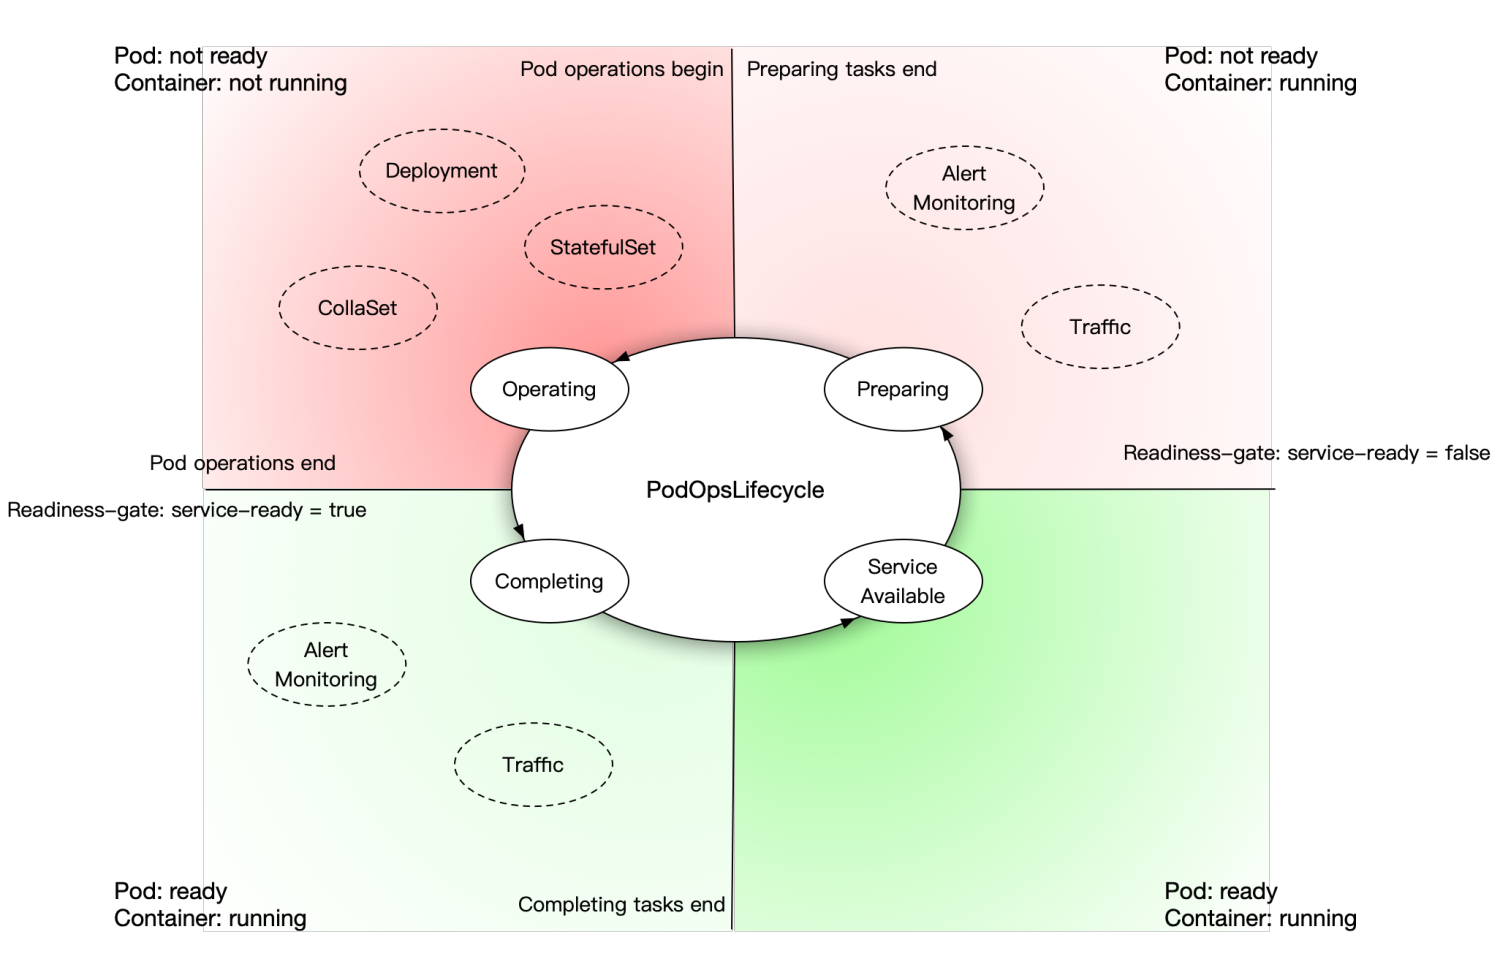 Pod: not ready
Container: not running
Pod operations begin
Preparing tasks end
Pod: not ready
Container: running
Deployment
StatefulSet
CollaSet
Alert
Monitoring
Traffic
Operating
Preparing
Pod operations end
Readiness-gate: service-ready = false
PodOpsLifecycle
Readiness-gate: service-ready = true
Completing
Service
Available
Alert
Monitoring
Traffic
Pod: ready
Container: running
Completing tasks end
Pod: ready
Container: running